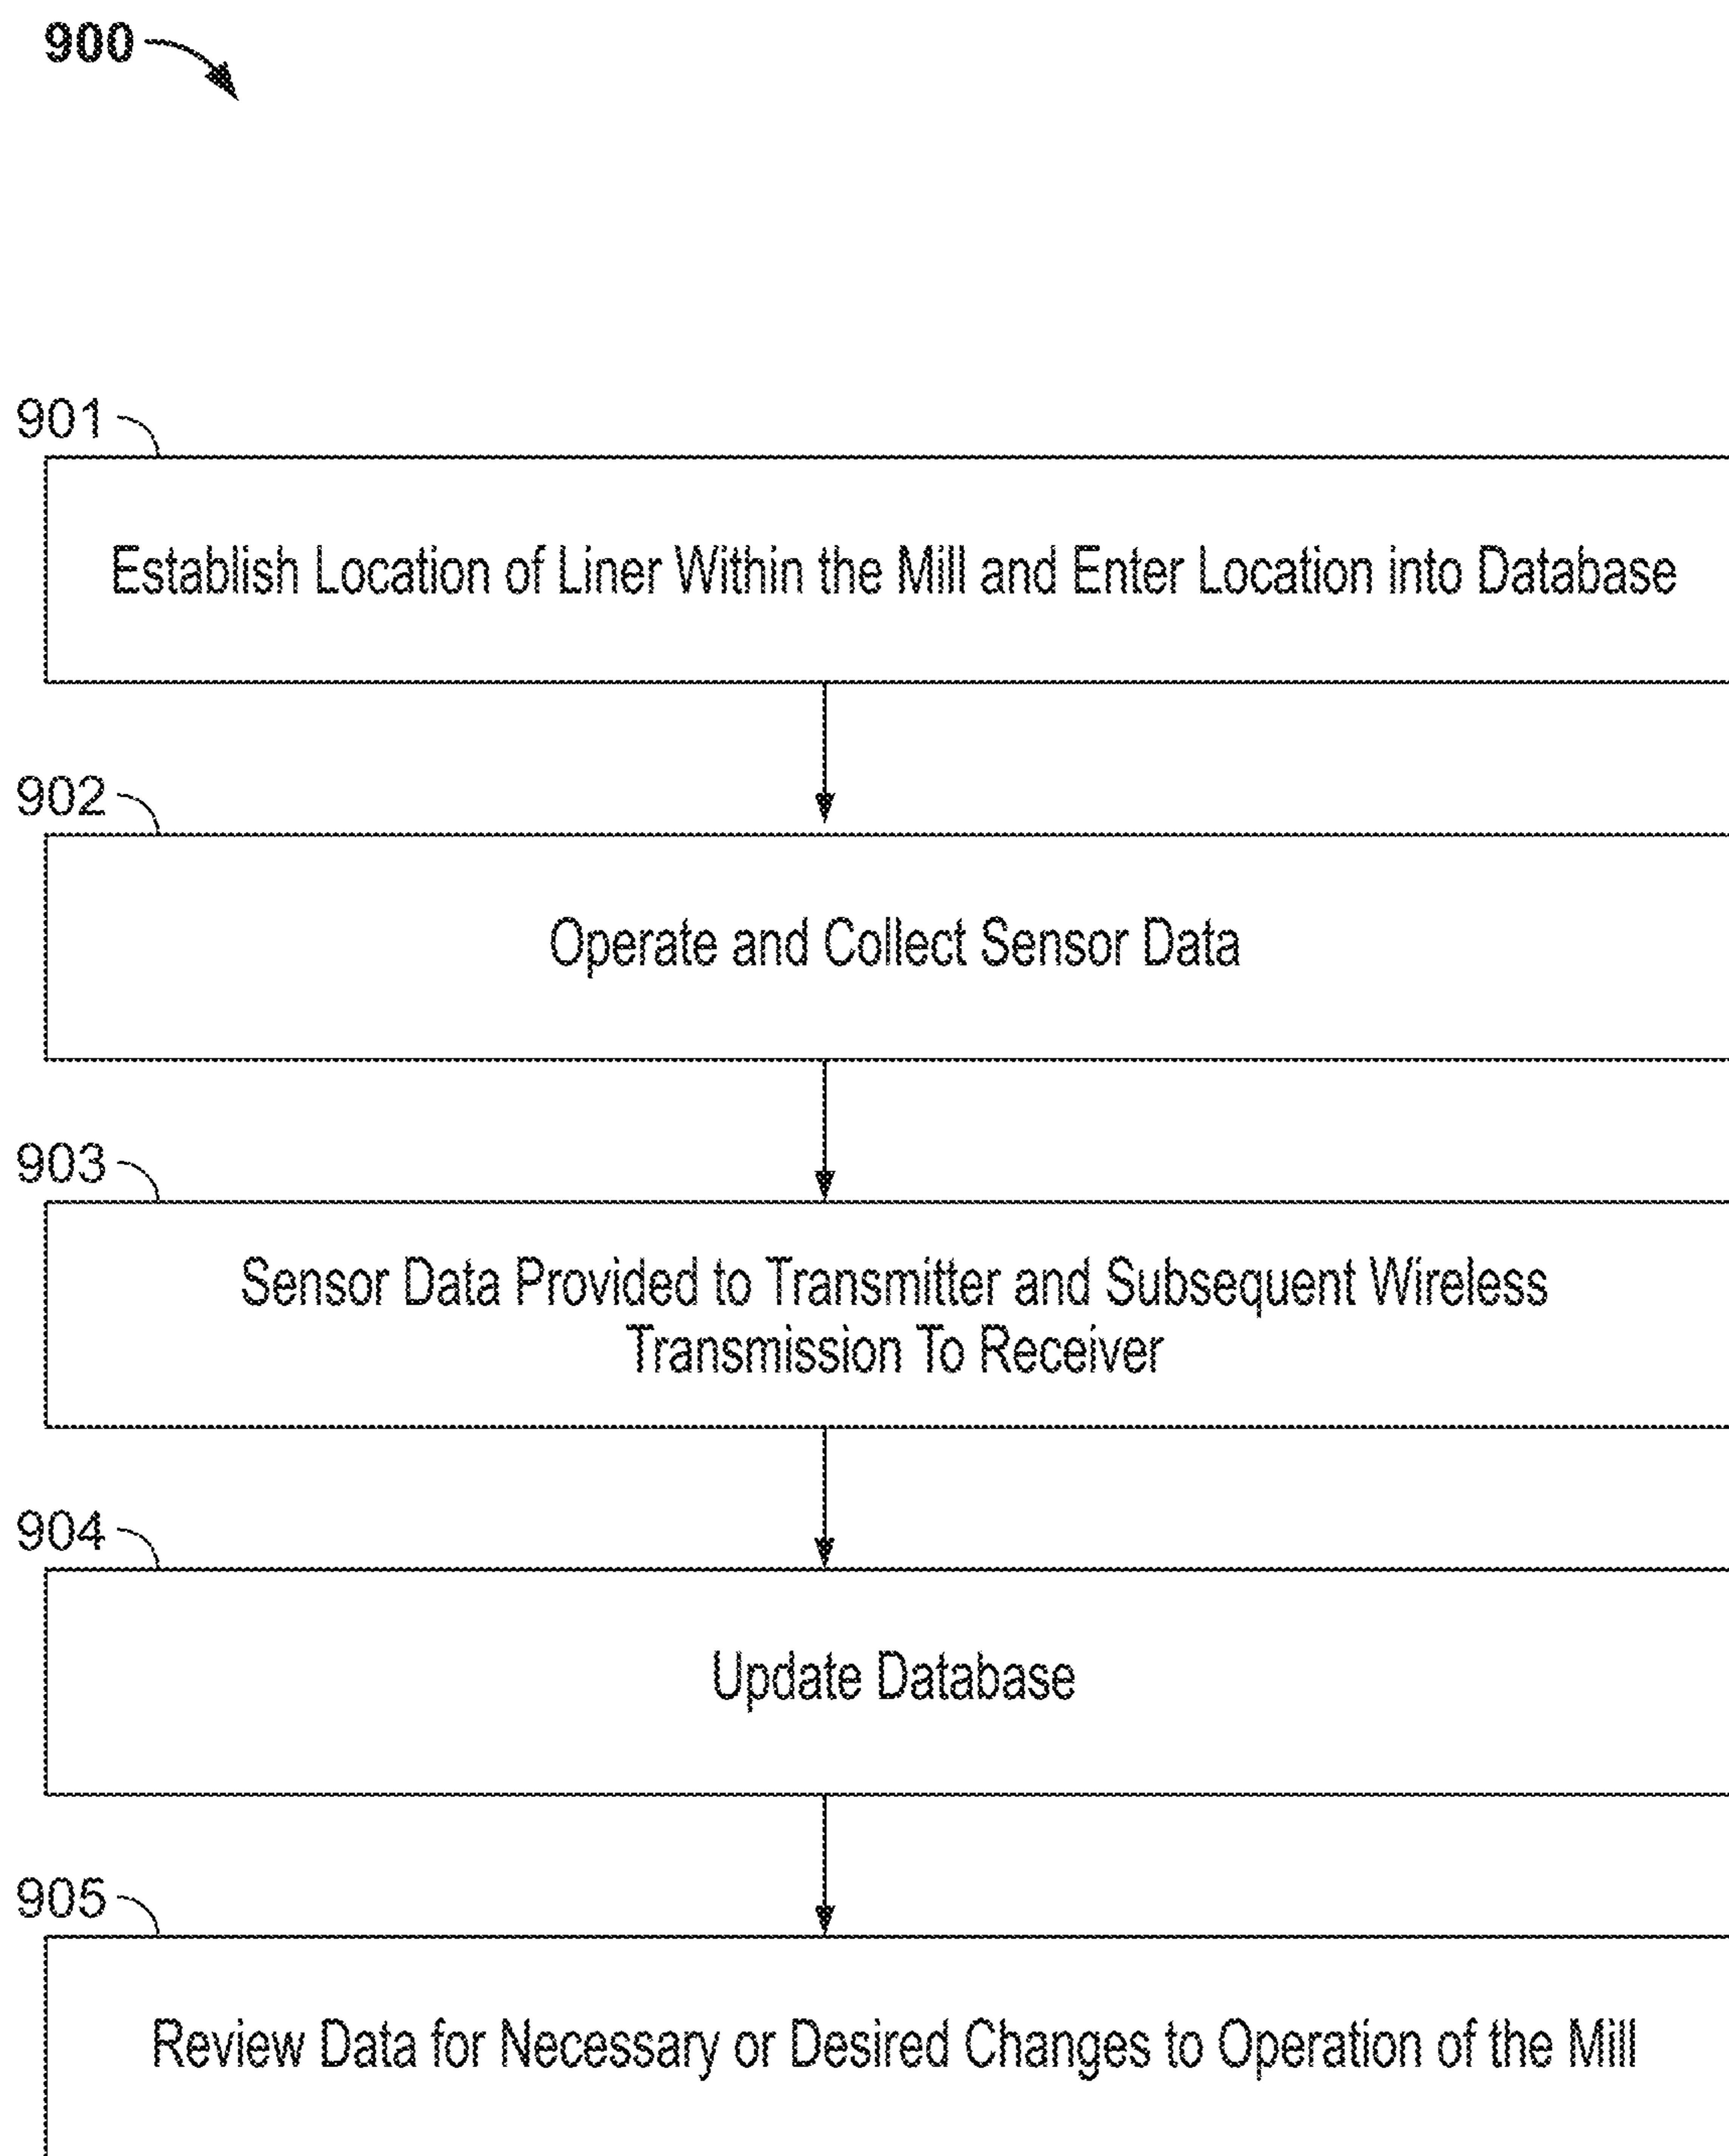 900
901
Establish Location of Liner Within the Mill and Enter Location into Database
902
Operate and Collect Sensor Data
903
Sensor Data Provided to Transmitter and Subsequent Wireless
Transmission To Receiver
904
Update Database
905
Review Data for Necessary or Desired Changes to Operation of the Mill